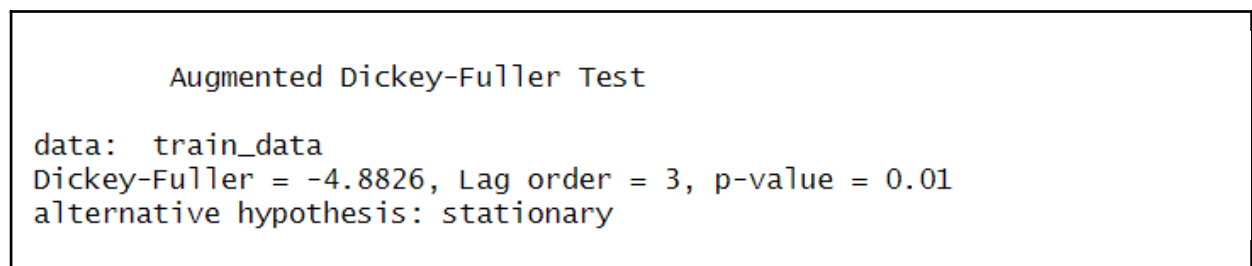 Augmented Dickey-Fuller Test
data: train_data
Dickey-Fuller = -4.8826, Lag order = 3, p-value = 0.01
alternative hypothesis: stationary